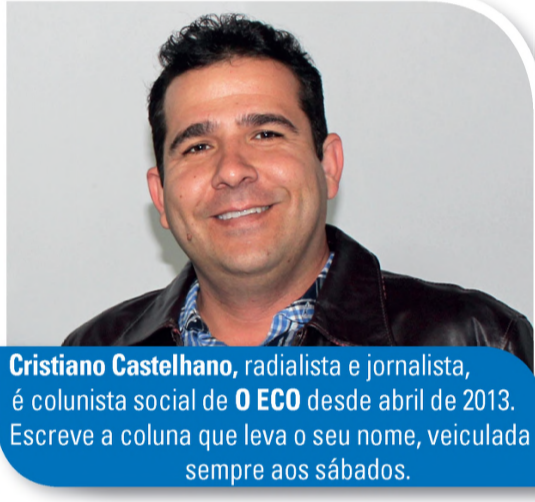 Cristiano Castelhano, radialista e jornalista,
é colunista social de O ECO desde abril de 2013.
Escreve a coluna que leva o seu nome, veiculada
sempre aos sábados.